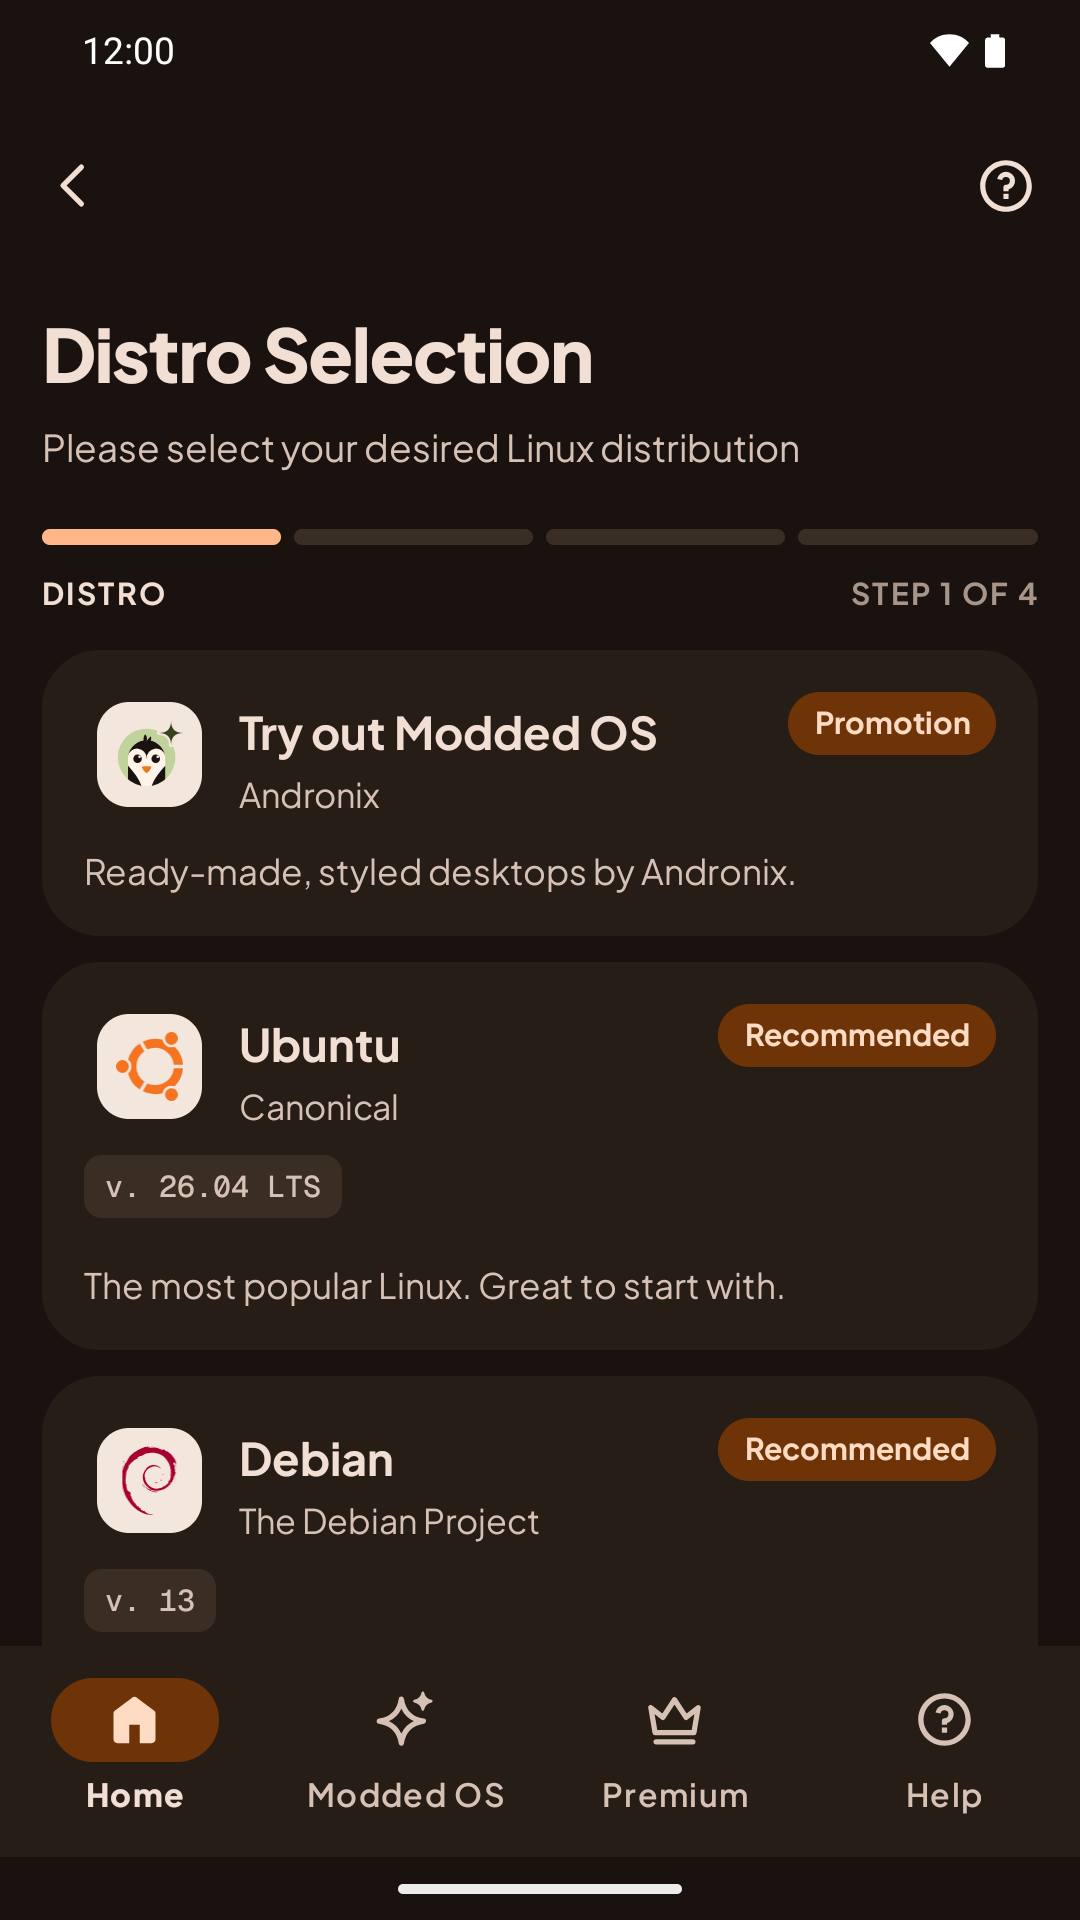 12:00
Distro Selection
Please select your desired Linux distribution
DISTRO
STEP 1 OF 4
Try out Modded OS
Promotion
Andronix
Ready-made, styled desktops by Andronix.
Ubuntu
Recommended
Canonical
v. 26.04 LTS
The most popular Linux. Great to start with.
Debian
Recommended
The Debian Project
v. 13
Home
Modded OS
Premium
Help